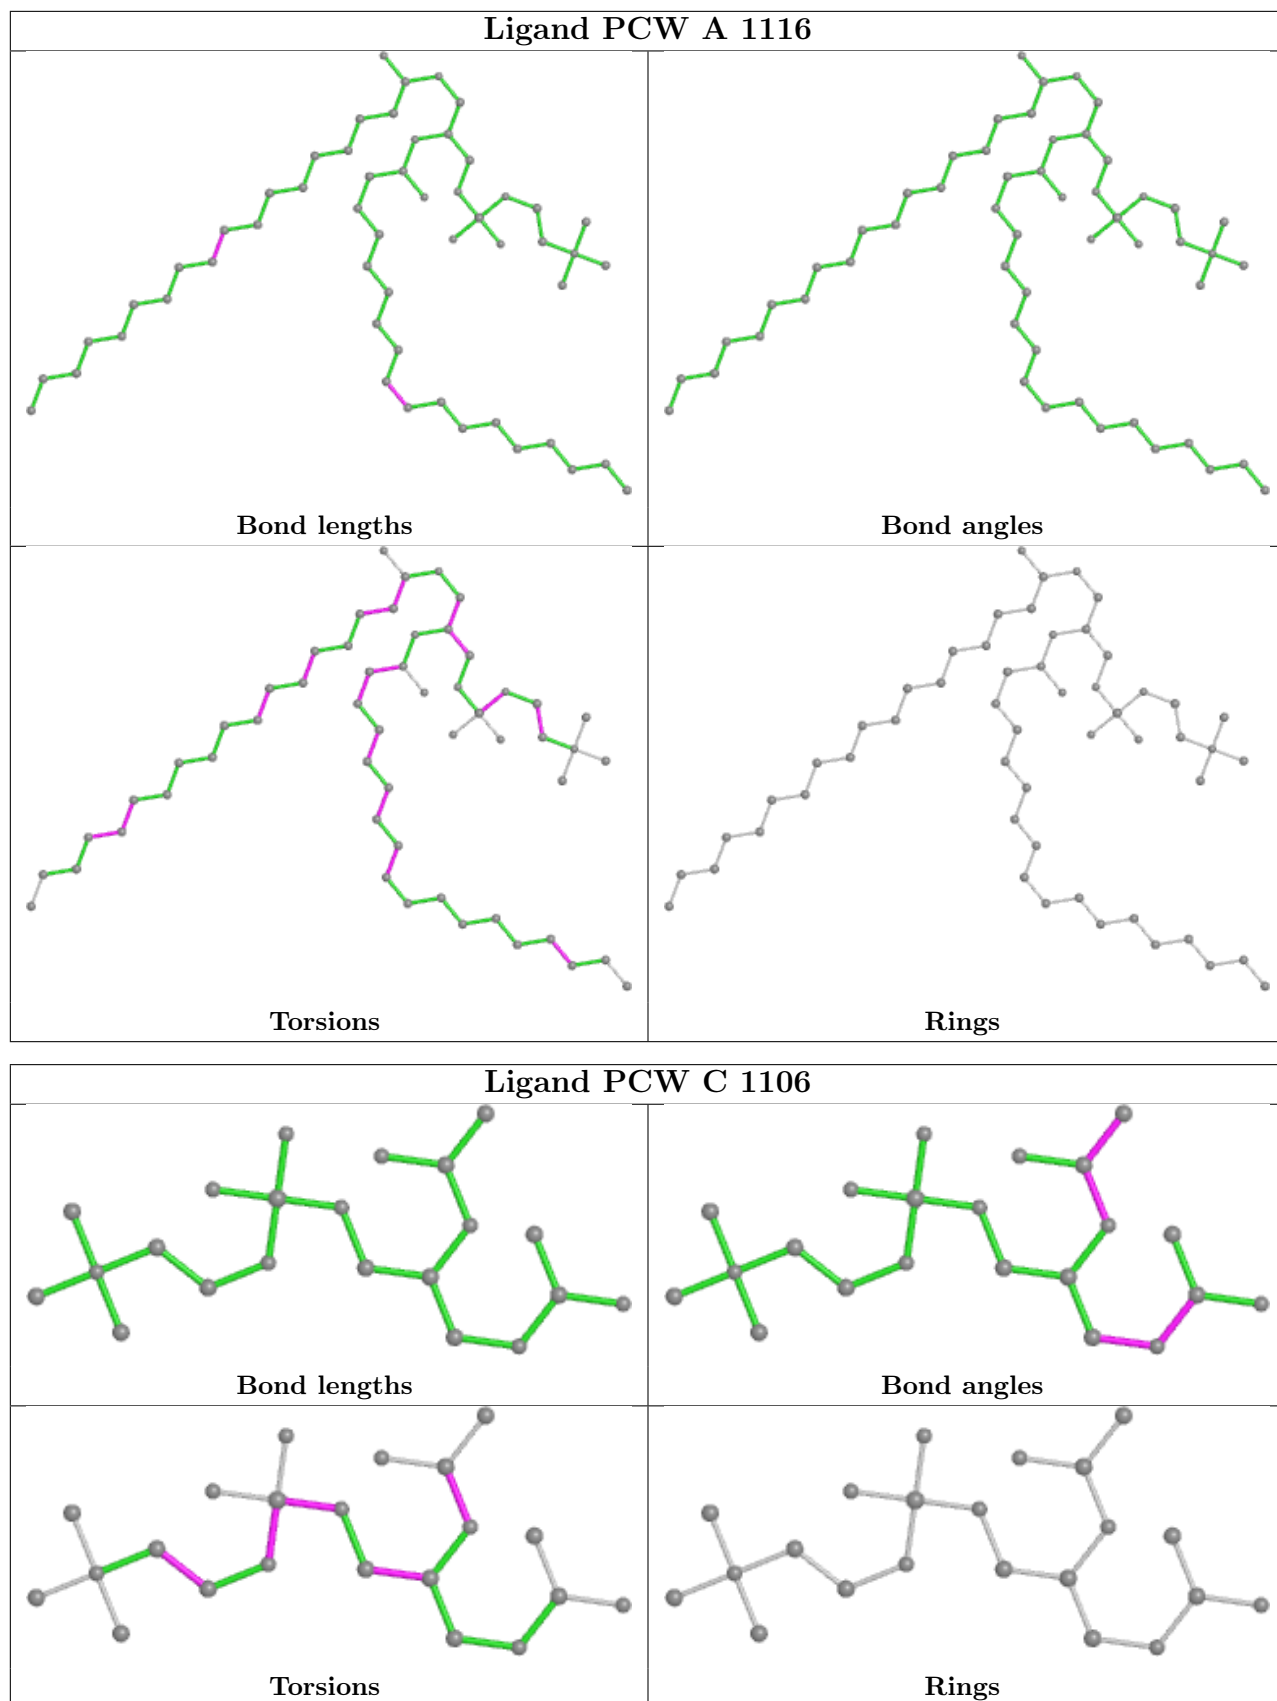 Ligand PCW A 1116
Bond lengths
Bond angles
Torsions
Rings
Ligand PCW C 1106
Bond lengths
Bond angles
Torsions
Rings